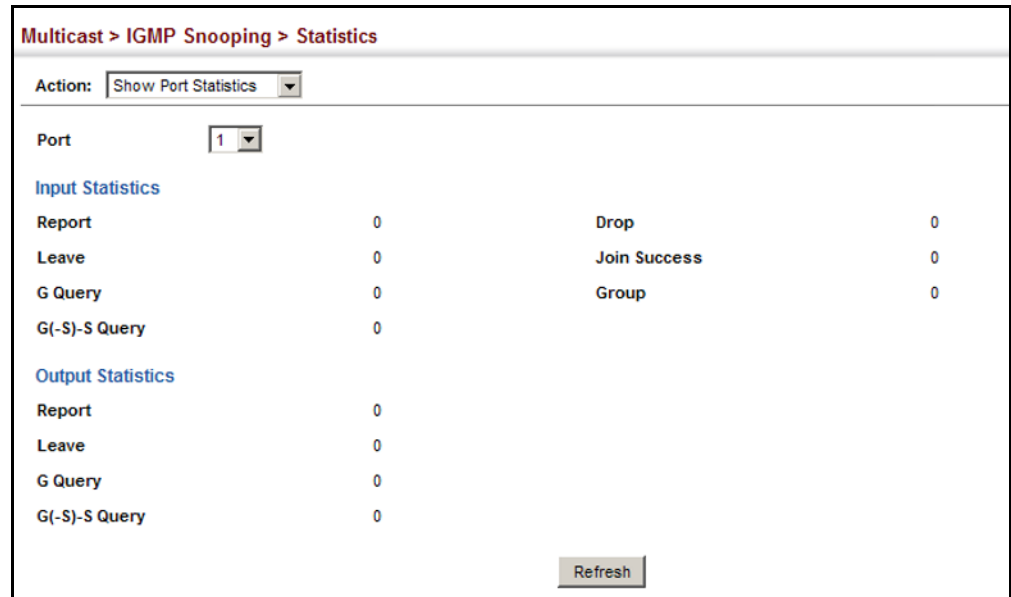 Multicast > IGMP Snooping > Statistics
Action: Show Port Statistics
Port 1
Input Statistics
Report 0 Drop 0
Leave 0 Join Success 0
G Query 0 Group 0
G(-S)-S Query 0
Output Statistics
Report 0
Leave 0
G Query 0
G(-S)-S Query 0
Refresh